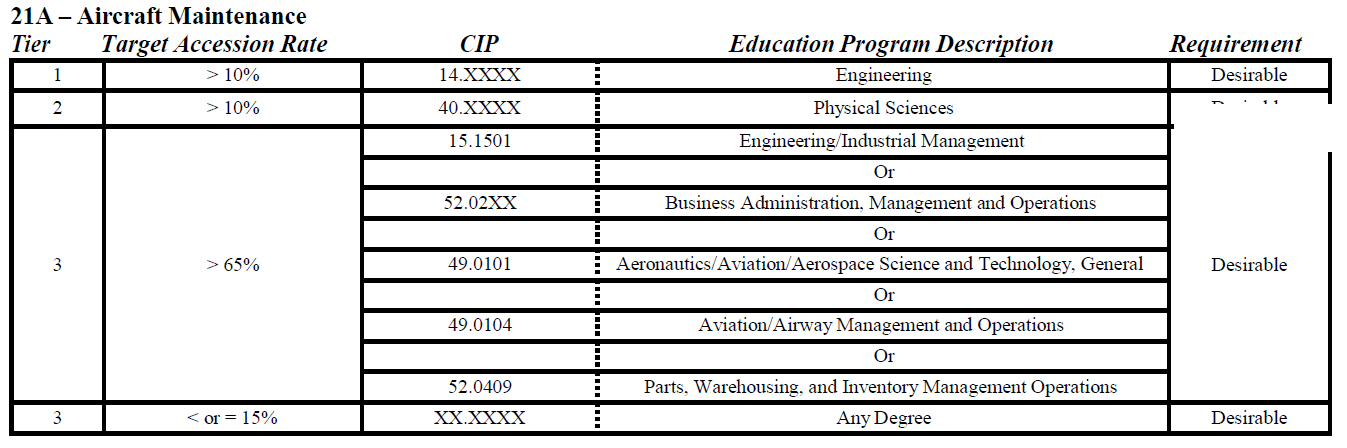 21A – Aircraft Maintenance
Tier Target Accession Rate CIP Education Program Description Requirement
1 > 10% 14.XXXX Engineering Desirable
2 > 10% 40.XXXX Physical Sciences
15.1501 Engineering/Industrial Management
Or
52.02XX Business Administration, Management and Operations
Or
3 > 65% 49.0101 Aeronautics/Aviation/Aerospace Science and Technology, General Desirable
Or
49.0104 Aviation/Airway Management and Operations
Or
52.0409 Parts, Warehousing, and Inventory Management Operations
3 < or = 15% XX.XXXX Any Degree Desirable